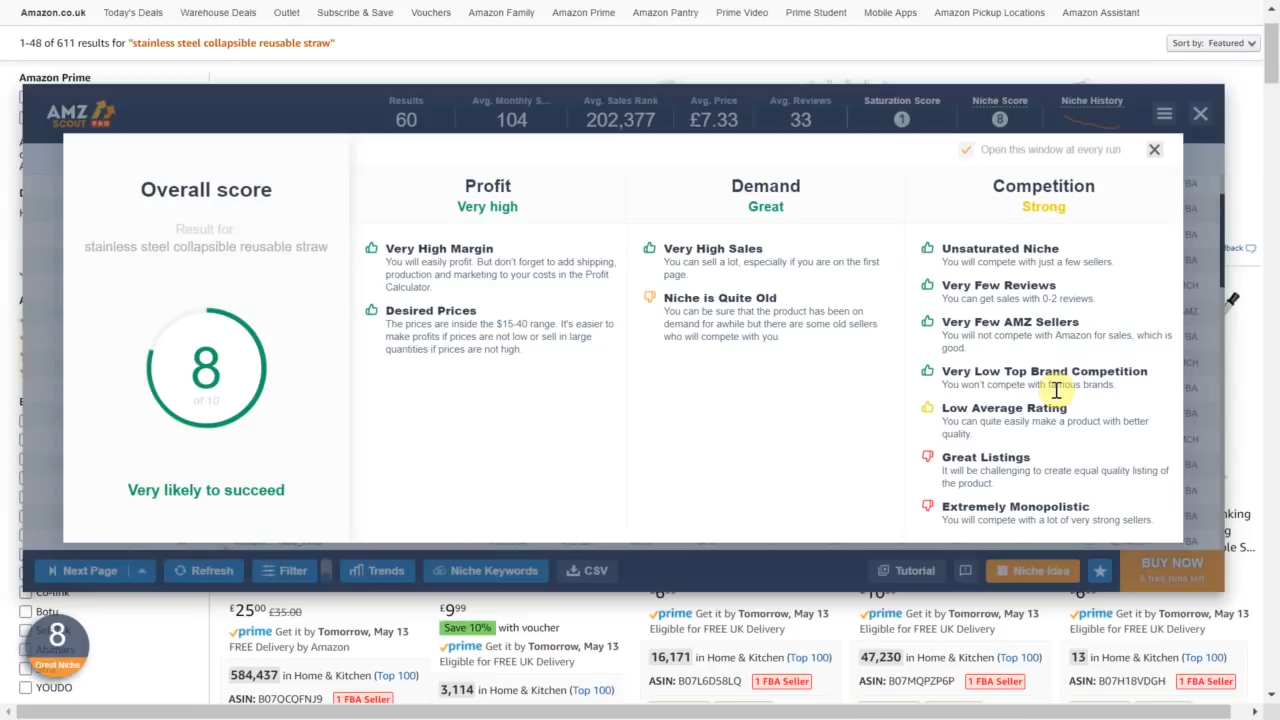 Amazon.co.uk Today's Deals Warehouse Deals Outlet Subscribe & Save Vouchers Amazon Family Amazon Prime Amazon Pantry Prime Video Prime Student Mobile Apps Amazon Pickup Locations Amazon Assistant
1-48 of 611 results for "stainless steel collapsible reusable straw"
Sort by: Featured
Amazon Prime
AMZ
SCOUT PRO
Results
60
Avg. Monthly S...
104
Avg. Sales Rank
202,377
Avg. Price
£7.33
Avg. Reviews
33
Saturation Score
1
Niche Score
8
Niche History
Open this window at every run
Overall score
Result for
stainless steel collapsible reusable straw
8
of 10
Very likely to succeed
Profit
Very high
Very High Margin
You will easily profit. But don't forget to add shipping,
production and marketing to your costs in the Profit
Calculator.
Desired Prices
The prices are inside the $15-40 range. It's easier to
make profits if prices are not low or sell in large
quantities if prices are not high.
Demand
Great
Very High Sales
You can sell a lot, especially if you are on the first
page.
Niche is Quite Old
You can be sure that the product has been on
demand for awhile but there are some old sellers
who will compete with you.
Competition
Strong
Unsaturated Niche
You will compete with just a few sellers.
Very Few Reviews
You can get sales with 0-2 reviews.
Very Few AMZ Sellers
You will not compete with Amazon for sales, which is
good.
Very Low Top Brand Competition
You won't compete with famous brands.
Low Average Rating
You can quite easily make a product with better
quality.
Great Listings
It will be challenging to create equal quality listing of
the product.
Extremely Monopolistic
You will compete with a lot of very strong sellers.
Next Page Refresh Filter Trends Niche Keywords CSV Tutorial Niche Idea
BUY NOW
6 free runs left
Botu
YOUDO
8
Great Niche
£25.00 £35.00
prime Get it by Tomorrow, May 13
FREE Delivery by Amazon
584,437 in Home & Kitchen (Top 100)
ASIN: B07QCQFNJ9 1 FBA Seller
£9.99
Save 10% with voucher
prime Get it by Tomorrow, May 13
Eligible for FREE UK Delivery
3,114 in Home & Kitchen (Top 100)
prime Get it by Tomorrow, May 13
Eligible for FREE UK Delivery
16,171 in Home & Kitchen (Top 100)
ASIN: B07L6D58LQ 1 FBA Seller
prime Get it by Tomorrow, May 13
Eligible for FREE UK Delivery
47,230 in Home & Kitchen (Top 100)
ASIN: B07MQPZP6P 1 FBA Seller
prime Get it by Tomorrow, May 13
Eligible for FREE UK Delivery
13 in Home & Kitchen (Top 100)
ASIN: B07H18VDGH 1 FBA Seller